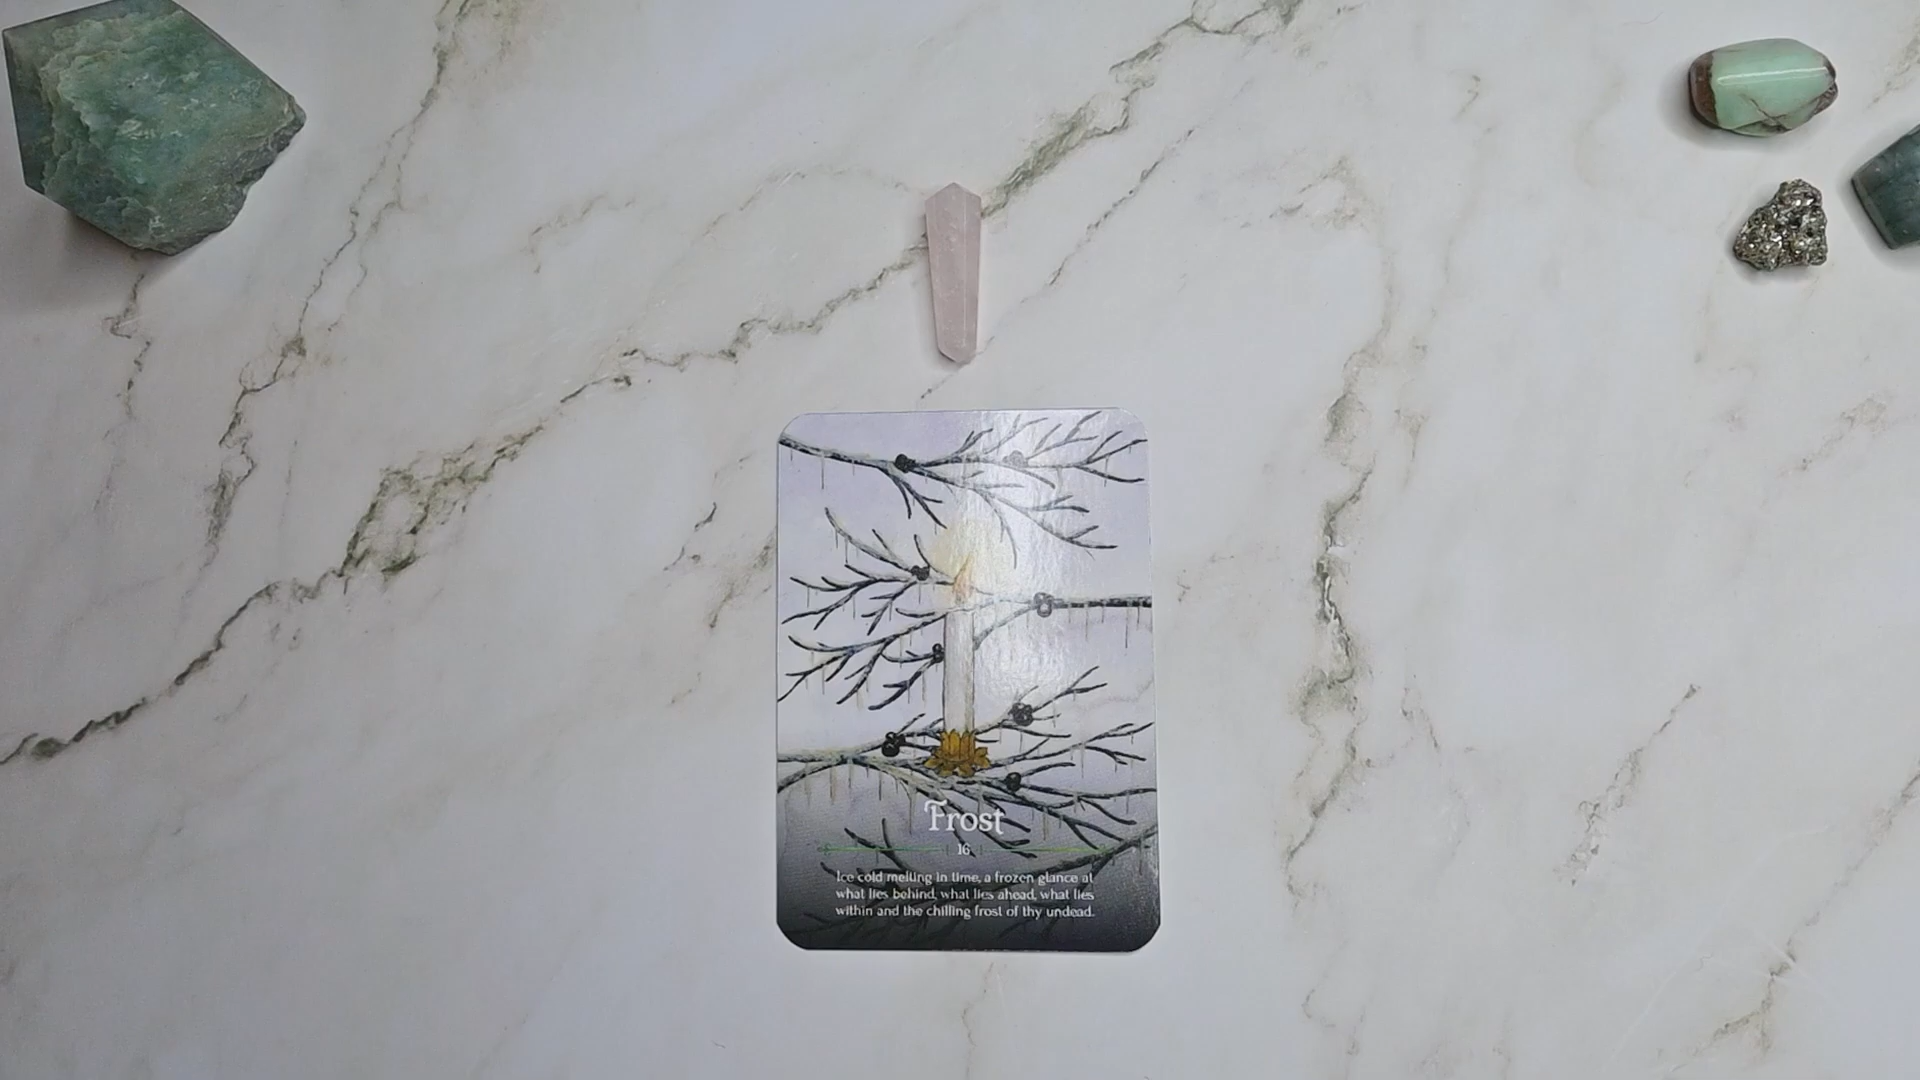 Frost
16
Ice cold melting in time, a frozen glance at
what lies behind, what lies ahead, what lies
within and the chilling frost of thy undead.